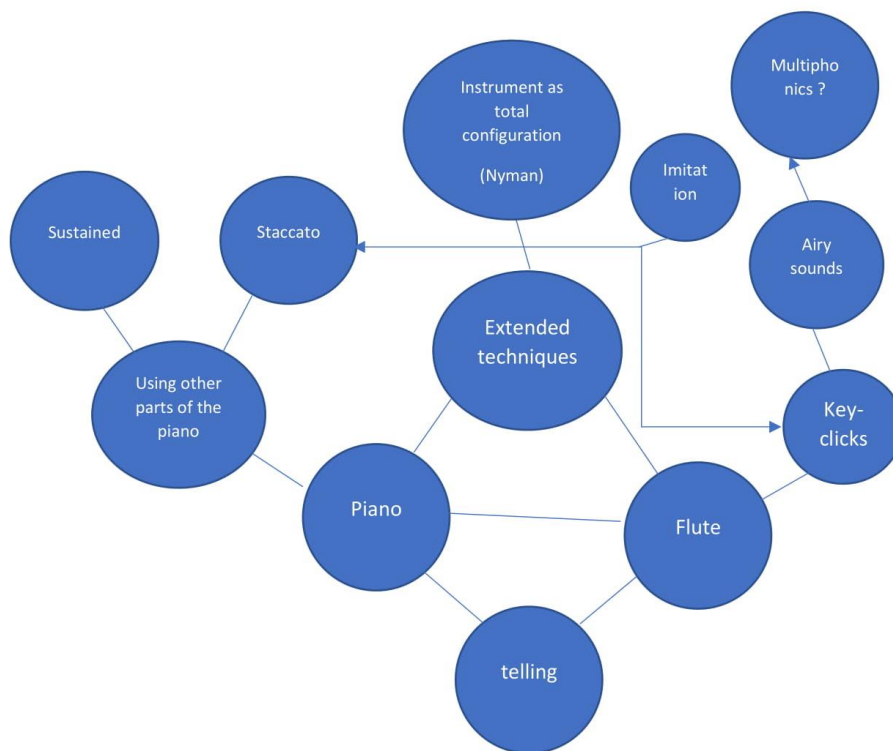 Instrument as
total
configuration
(Nyman)
Multipho
nics ?
Imitat
ion
Sustained
Staccato
Airy
sounds
Extended
techniques
Using other
parts of the
piano
Key-
clicks
Piano
Flute
telling